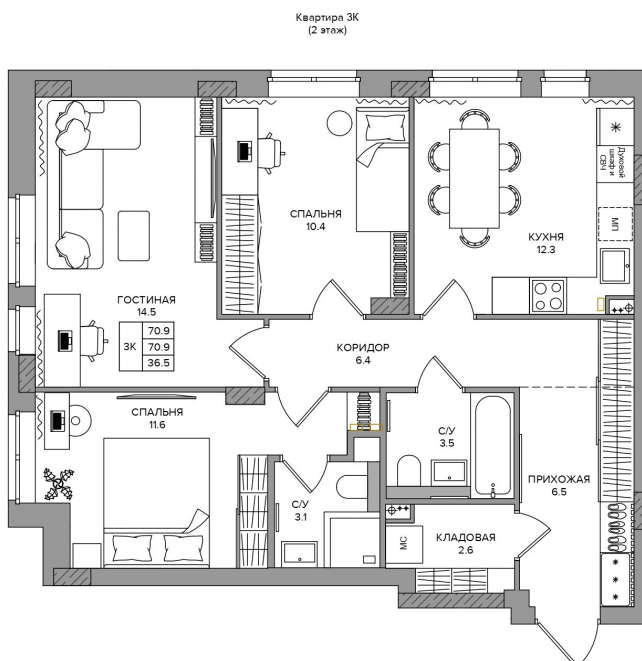 Квартира 3К
(2 этаж)
Духовой
шкаф и
СВЧ
СПАЛЬНЯ
10.4
МП
КУХНЯ
12.3
ГОСТИНАЯ
14.5
3К
70.9
70.9
36.5
КОРИДОР
6.4
СПАЛЬНЯ
11.6
С/У
3.5
ПРИХОЖАЯ
6.5
С/У
3.1
МС
КЛАДОВАЯ
2.6